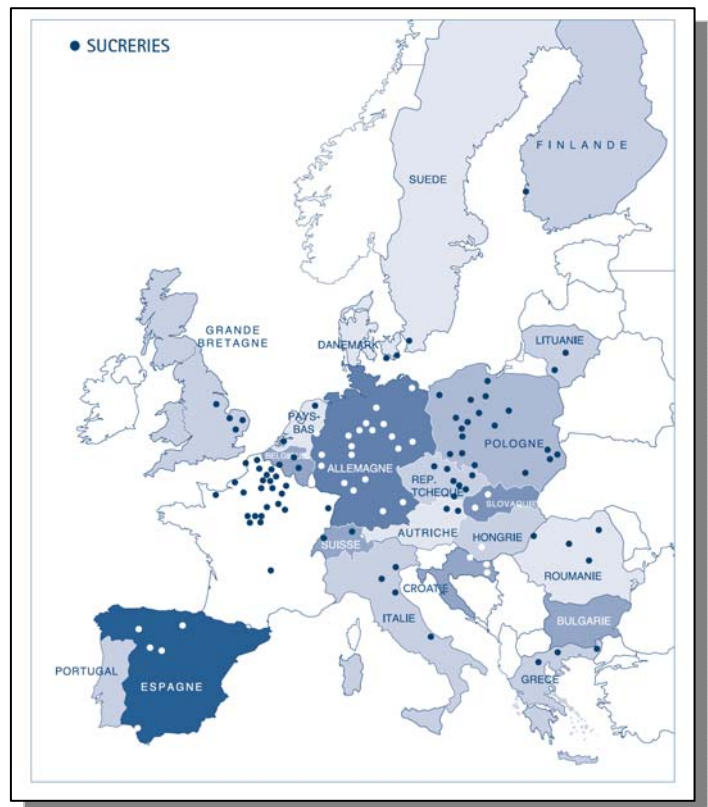 SUCRERIES
FINLANDE
SUEDE
GRANDE
BRETAGNE
DANEMARK
LITUANIE
PAYS-
BAS
POLOGNE
ALLEMAGNE
REP.
TCHEQUE
AUTRICHE
HONGRIE
SUISSE
ROUMANIE
CROATIE
ITALIE
BULGARIE
PORTUGAL
ESPAGNE
GRECE